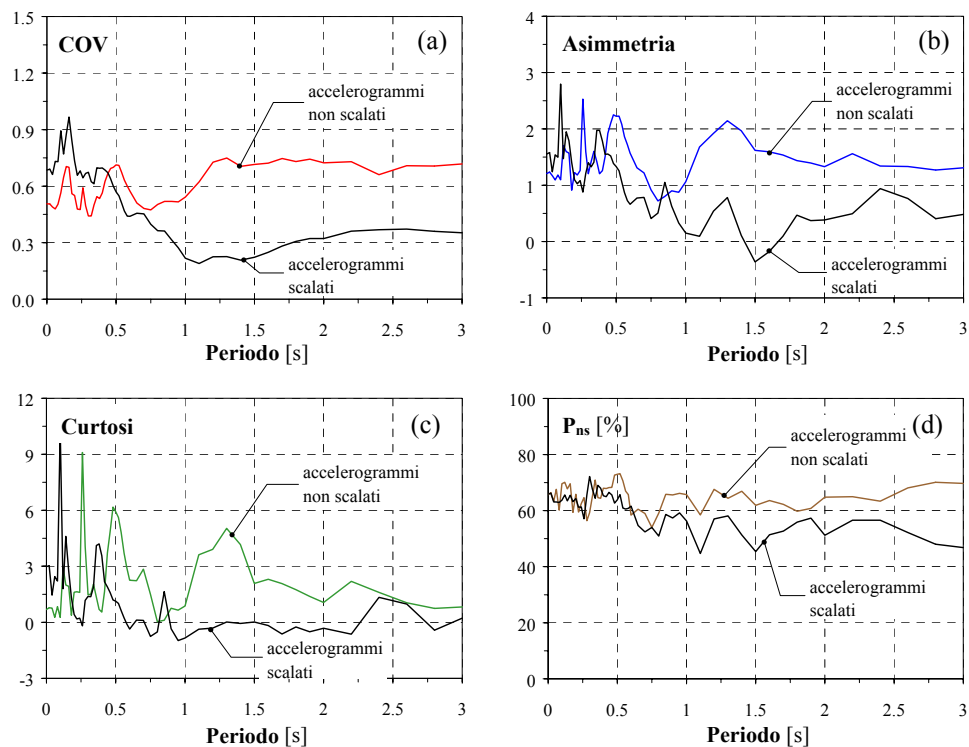 1.5
1.2
0.9
0.6
0.3
0.0
COV
(a)
accelerogrammi
non scalati
accelerogrammi
scalati
0 0.5 1 1.5 2 2.5 3
Periodo [s]
4
3
2
1
0
-1
Asimmetria
(b)
accelerogrammi
non scalati
accelerogrammi
scalati
0 0.5 1 1.5 2 2.5 3
Periodo [s]
12
9
6
3
0
-3
Curtosi
(c)
accelerogrammi
non scalati
accelerogrammi
scalati
0 0.5 1 1.5 2 2.5 3
Periodo [s]
100
80
60
40
20
0
Pns [%]
(d)
accelerogrammi
non scalati
accelerogrammi
scalati
0 0.5 1 1.5 2 2.5 3
Periodo [s]